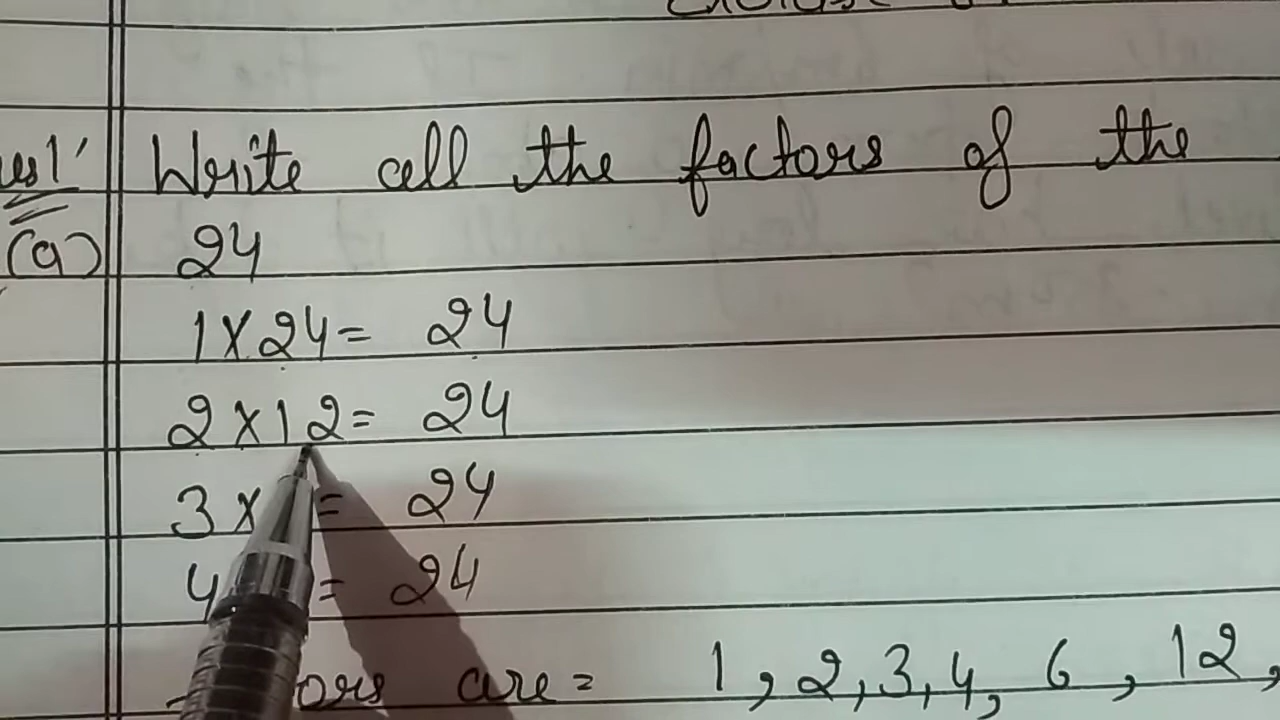 Write all the factors of the
(a) 24
1 X 24 = 24
2 X 12 = 24
3 X = 24
4 = 24
are = 1, 2, 3, 4, 6, 12,